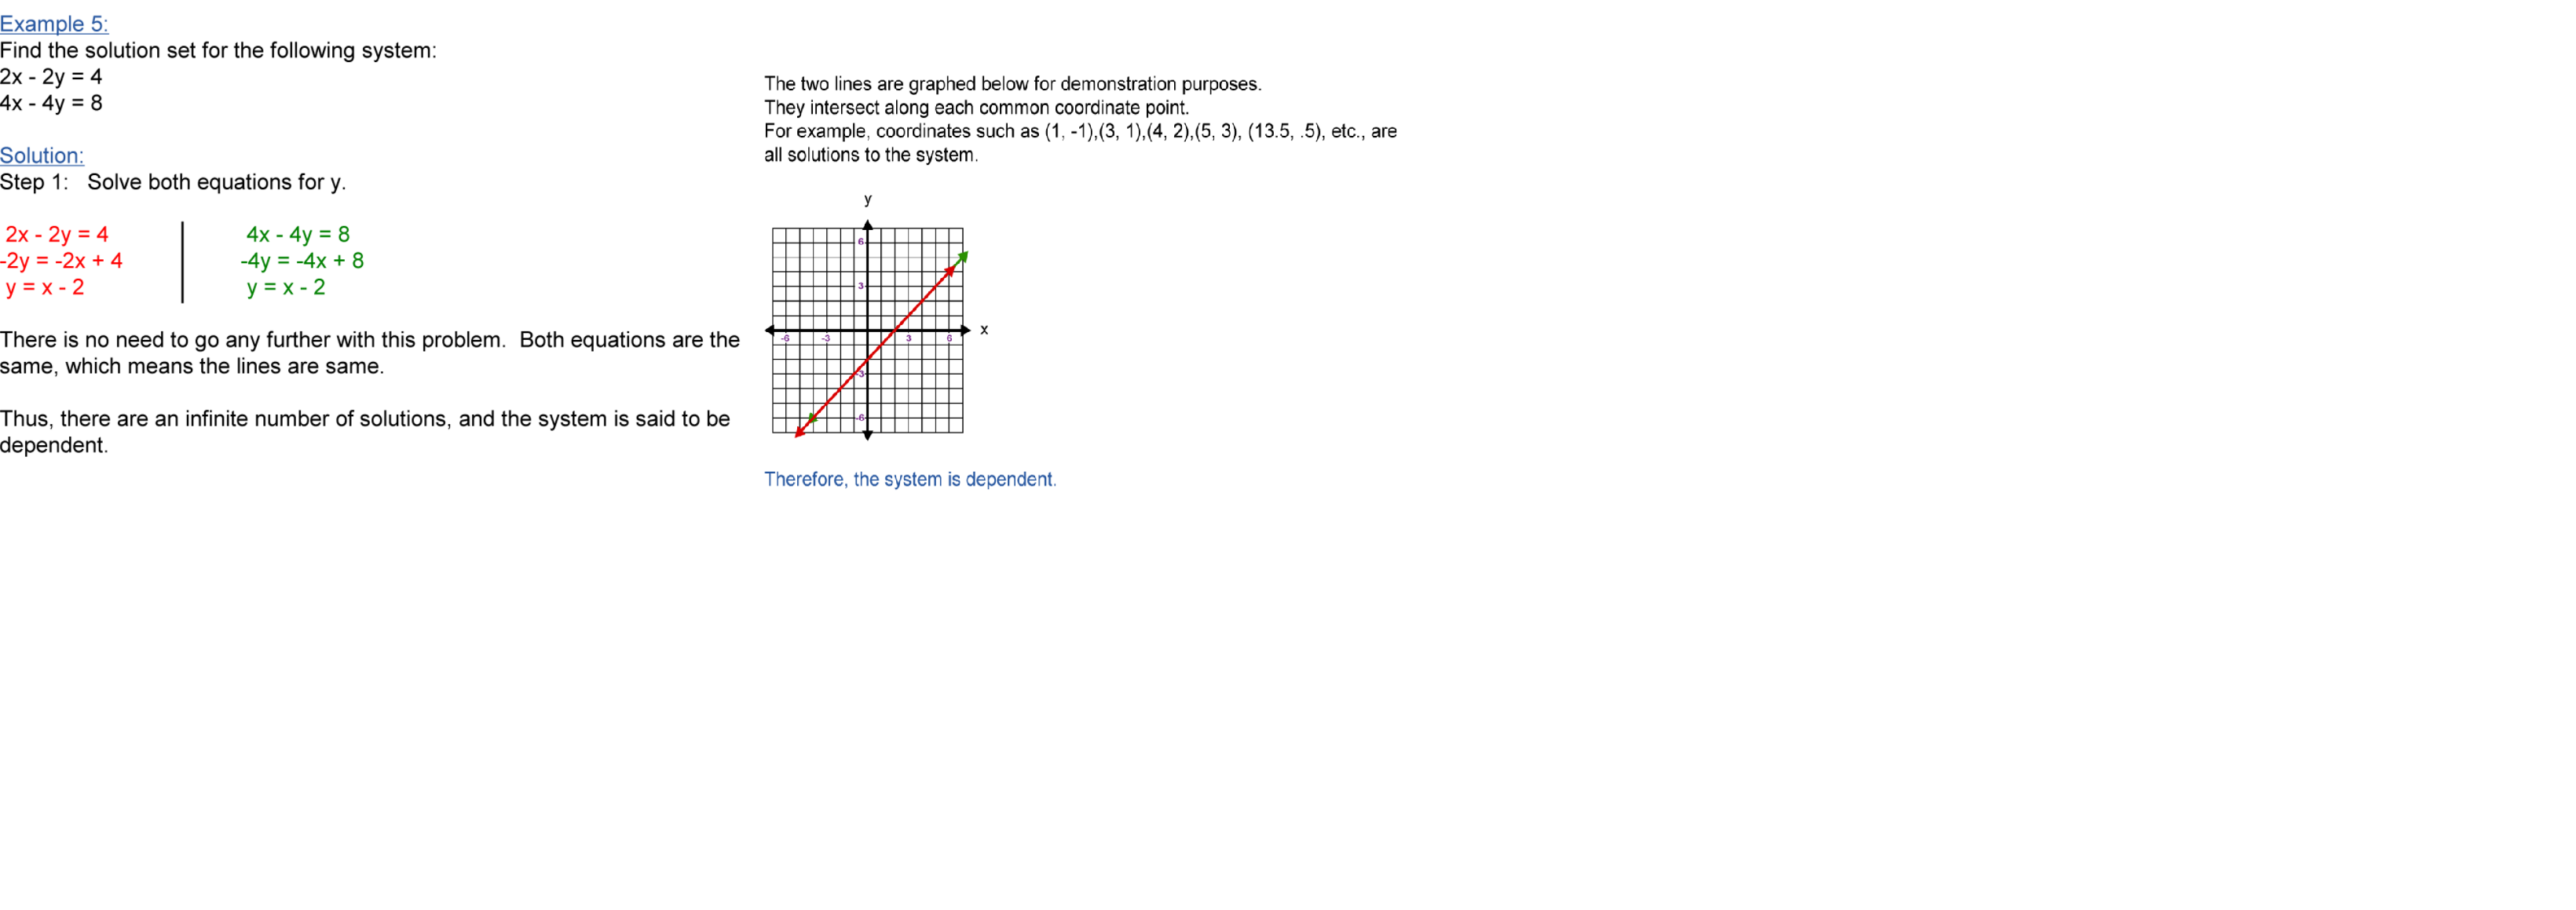 Example 5:
Find the solution set for the following system:
2x - 2y = 4
4x - 4y = 8
Solution:
Step 1:   Solve both equations for y.
2x - 2y = 4
-2y = -2x + 4
y = x - 2
4x - 4y = 8
-4y = -4x + 8
y = x - 2
There is no need to go any further with this problem.  Both equations are the
same, which means the lines are same.
Thus, there are an infinite number of solutions, and the system is said to be
dependent.
The two lines are graphed below for demonstration purposes.
They intersect along each common coordinate point.
For example, coordinates such as (1, -1),(3, 1),(4, 2),(5, 3), (13.5, .5), etc., are
all solutions to the system.
y
6
3
x
-6 -3 3 6
-3
-6
Therefore, the system is dependent.